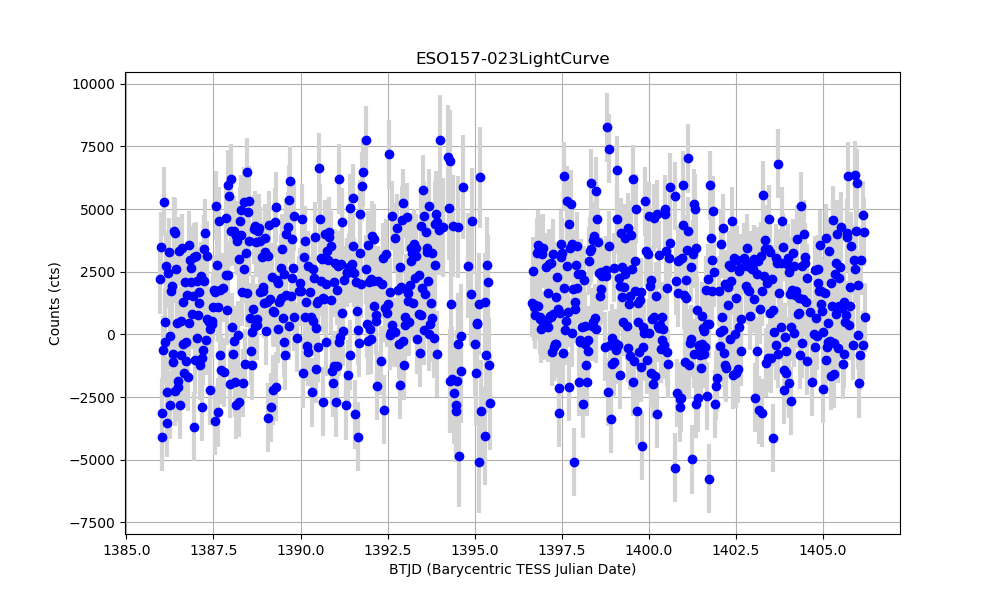 ESO157-023LightCurve
10000
7500
5000
2500
0
−2500
−5000
−7500
Counts (cts)
1385.0 1387.5 1390.0 1392.5 1395.0 1397.5 1400.0 1402.5 1405.0
BTJD (Barycentric TESS Julian Date)